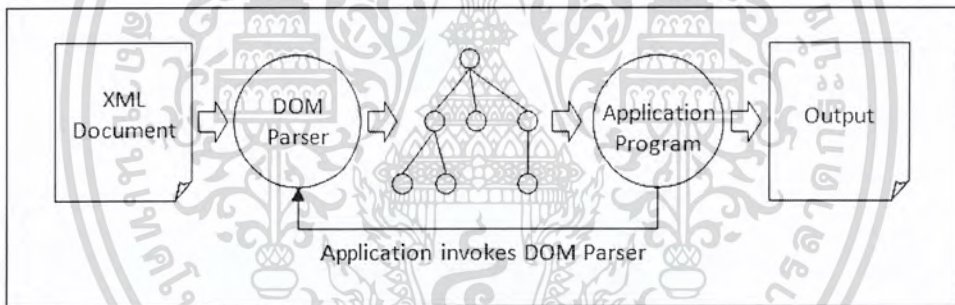 XML
Document
DOM
Parser
Application
Program
Output
Application invokes DOM Parser